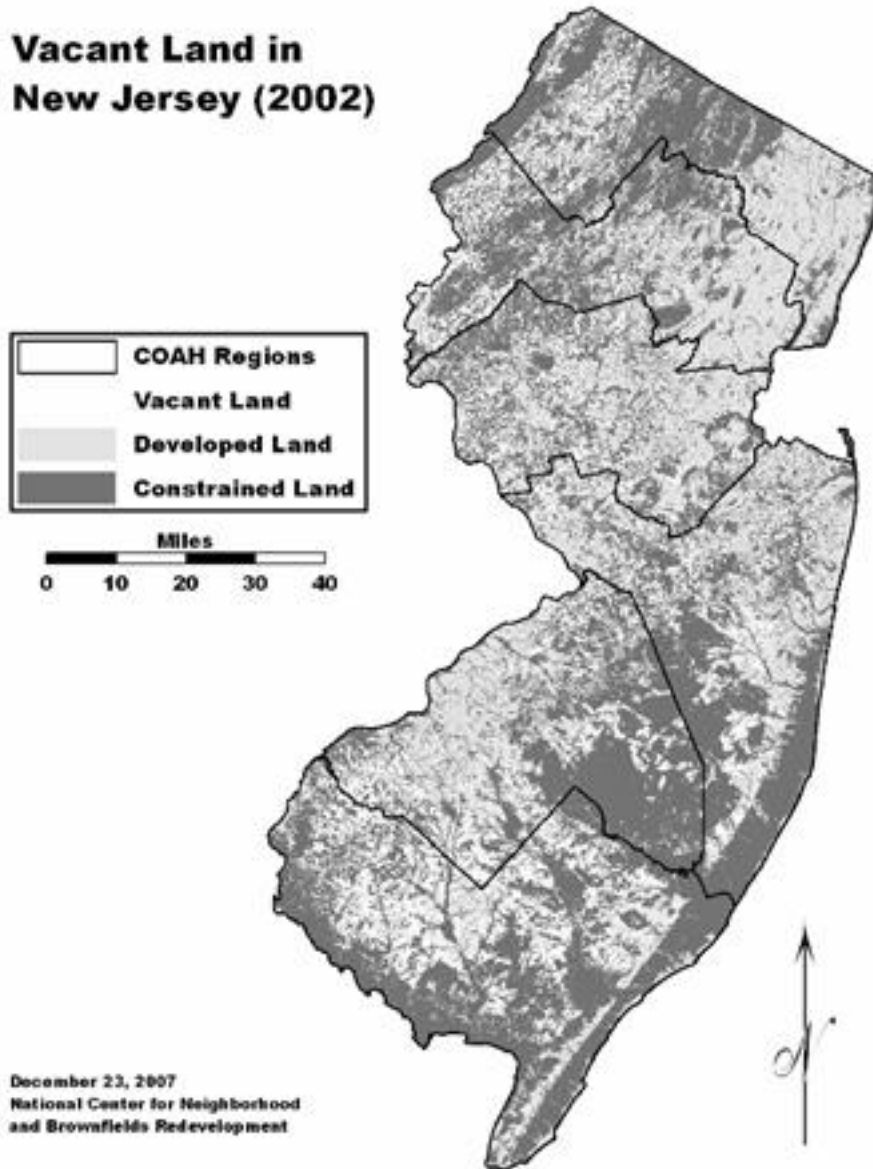 Vacant Land in
New Jersey (2002)
COAH Regions
Vacant Land
Developed Land
Constrained Land
Miles
0 10 20 30 40
N
December 23, 2007
National Center for Neighborhood
and Brownfields Redevelopment